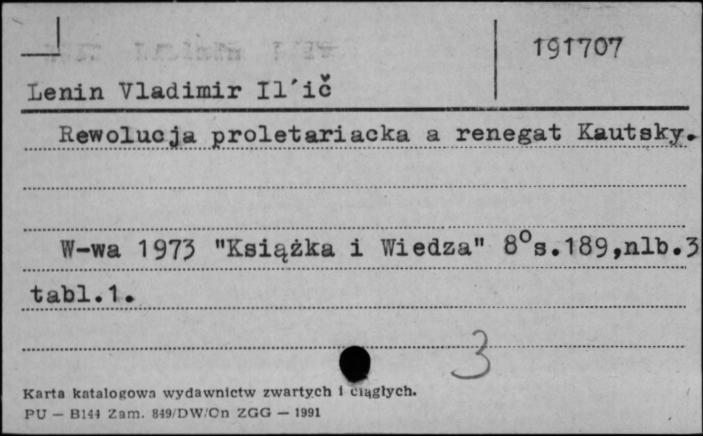 191707
Lenin Vladimir Il´ič
Rewolucja proletariacka a renegat Kautsky.
W-wa 1973 "Książka i Wiedza" 8°s.189,nlb.3
tabl.1.
3
Karta katalogowa wydawnictw zwartych i ciągłych.
PU — B144 Zam. 849/DW/On ZGG — 1991